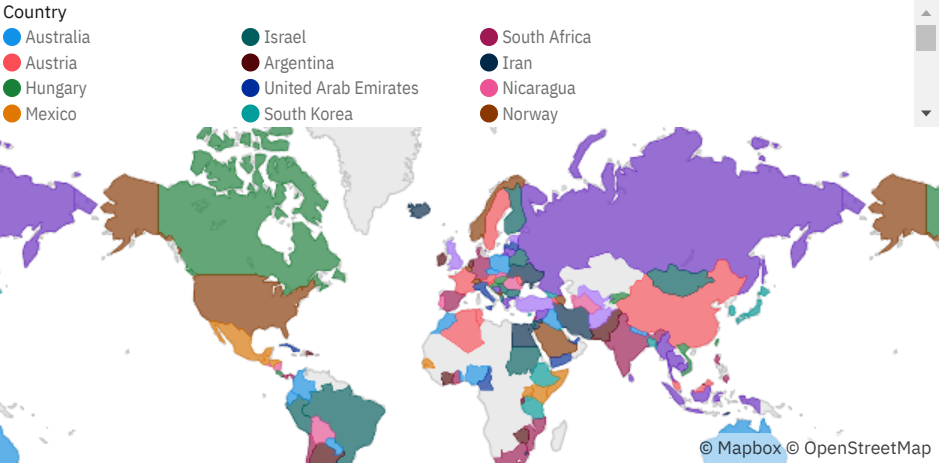 Country
Australia Israel South Africa
Austria Argentina Iran
Hungary United Arab Emirates Nicaragua
Mexico South Korea Norway
© Mapbox © OpenStreetMap